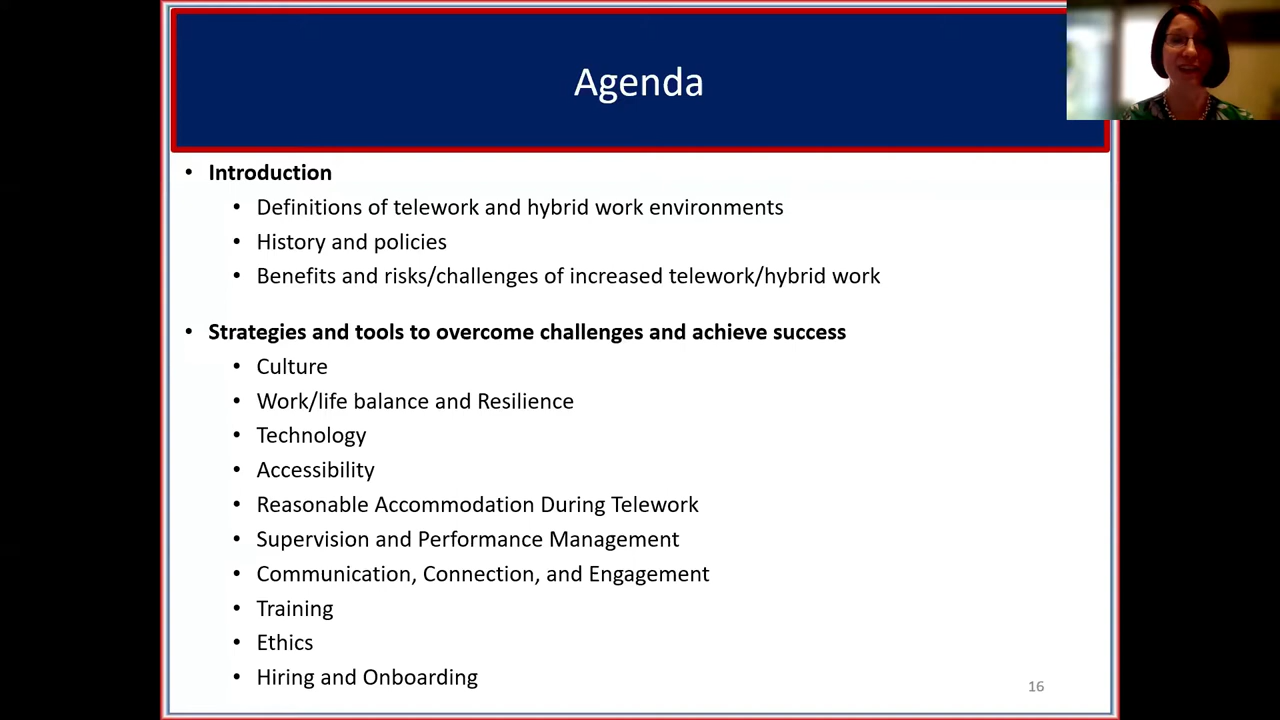 Agenda
• Introduction
• Definitions of telework and hybrid work environments
• History and policies
• Benefits and risks/challenges of increased telework/hybrid work
• Strategies and tools to overcome challenges and achieve success
• Culture
• Work/life balance and Resilience
• Technology
• Accessibility
• Reasonable Accommodation During Telework
• Supervision and Performance Management
• Communication, Connection, and Engagement
• Training
• Ethics
• Hiring and Onboarding
16